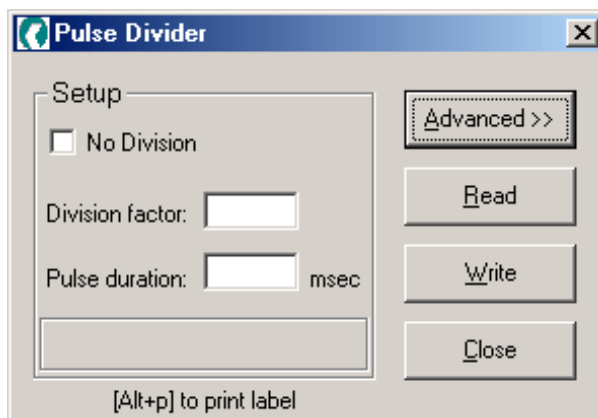 Pulse Divider
Setup
No Division
Division factor:
Pulse duration: msec
[Alt+p] to print label
Advanced >>
Read
Write
Close